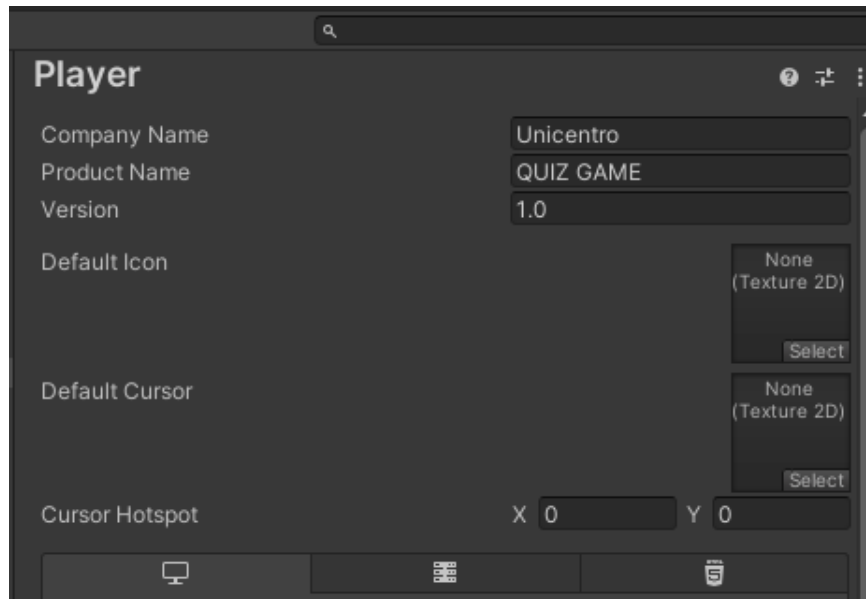 Player
Company Name Unicentro
Product Name QUIZ GAME
Version 1.0
Default Icon
None
(Texture 2D)
Select
Default Cursor
None
(Texture 2D)
Select
Cursor Hotspot X 0 Y 0